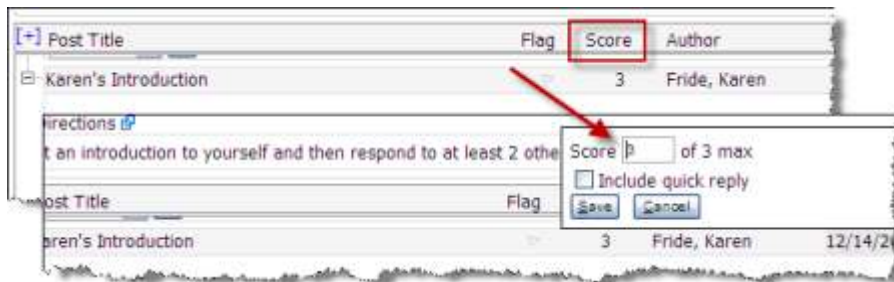 [+] Post Title Flag Score Author
Karen's Introduction 3 Fride, Karen
irections
t an introduction to yourself and then respond to at least 2 othe
Score of 3 max
Include quick reply
Save Cancel
ost Title Flag
aren's Introduction 3 Fride, Karen 12/14/20